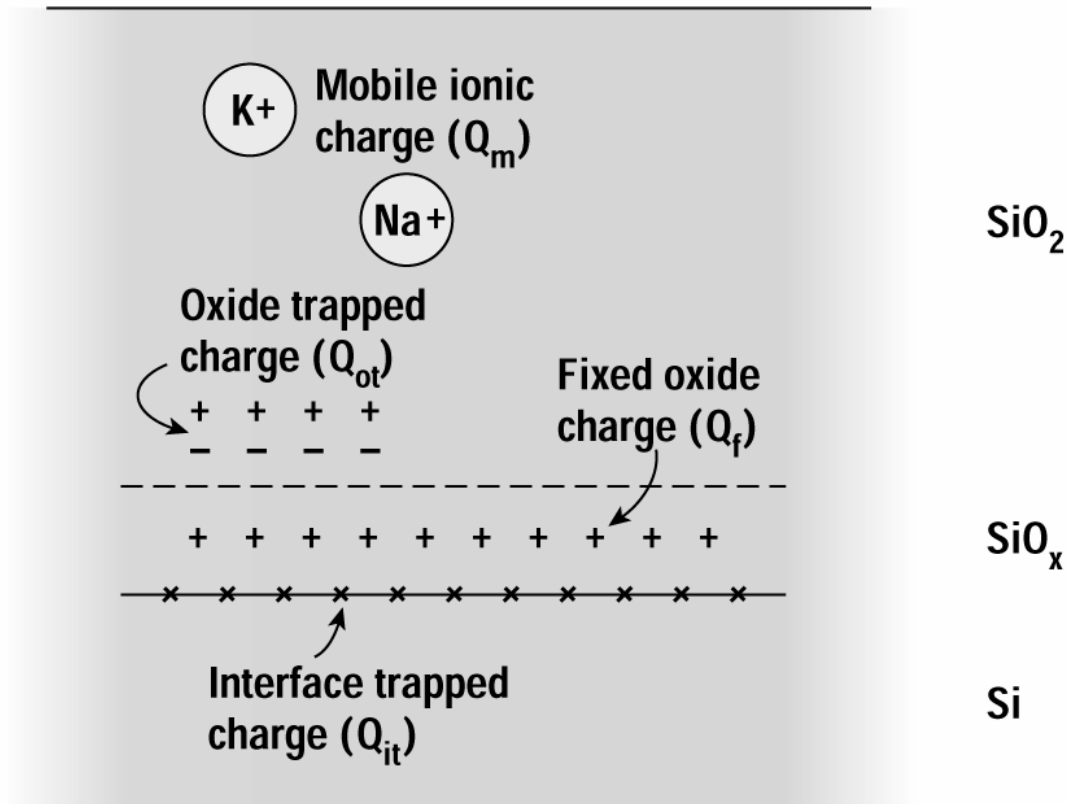 K+
Mobile ionic
charge (Qm)
Na+
SiO2
Oxide trapped
charge (Qot)
Fixed oxide
charge (Qf)
+ + + +
− − − −
+ + + + + + + + + +
SiOx
× × × × × × × × × × ×
Interface trapped
charge (Qit)
Si